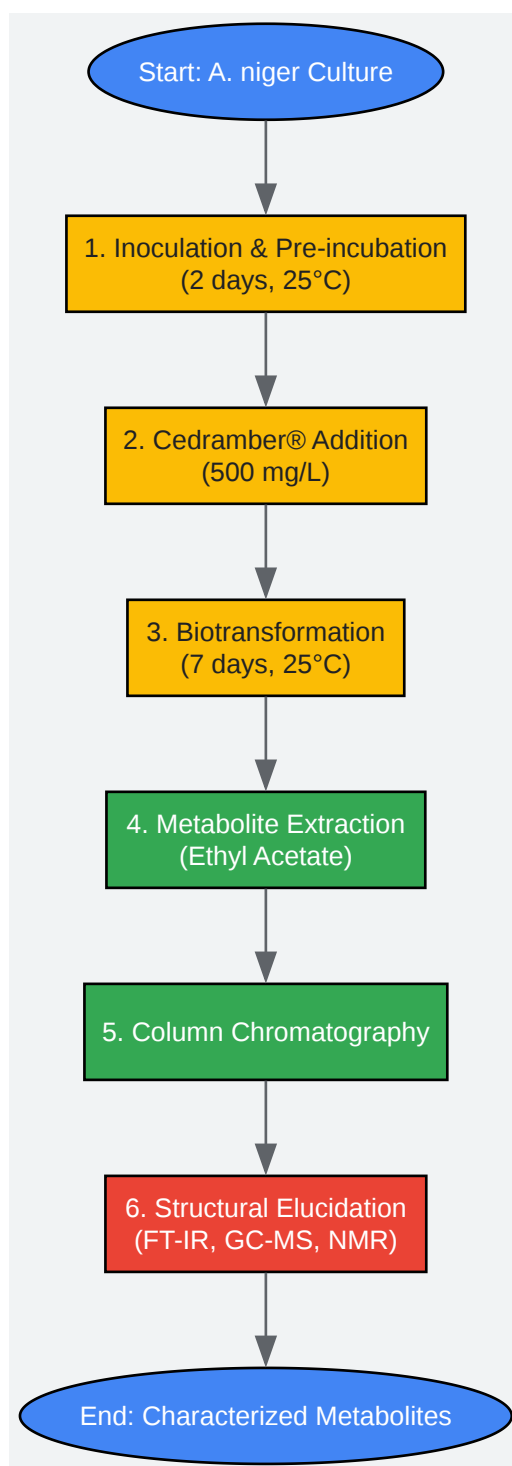 Start: A. niger Culture
1. Inoculation & Pre-incubation
(2 days, 25°C)
2. Cedramber® Addition
(500 mg/L)
3. Biotransformation
(7 days, 25°C)
4. Metabolite Extraction
(Ethyl Acetate)
5. Column Chromatography
6. Structural Elucidation
(FT-IR, GC-MS, NMR)
End: Characterized Metabolites